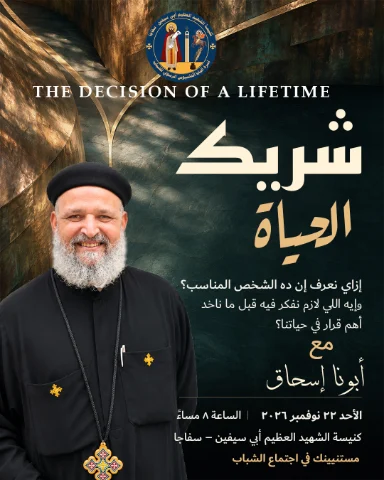 THE DECISION OF A LIFETIME
شريك
الحياة
إزاي نعرف إن ده الشخص المناسب؟
وإيه اللي لازم نفكر فيه قبل ما ناخد
أهم قرار في حياتنا؟
مع
أبونا إسحاق
الأحد ٢٢ نوفمبر ٢٠٢٦ | الساعة ٨ مساءً
كنيسة الشهيد العظيم أبي سيفين – سفاجا
مستنيينك في اجتماع الشباب